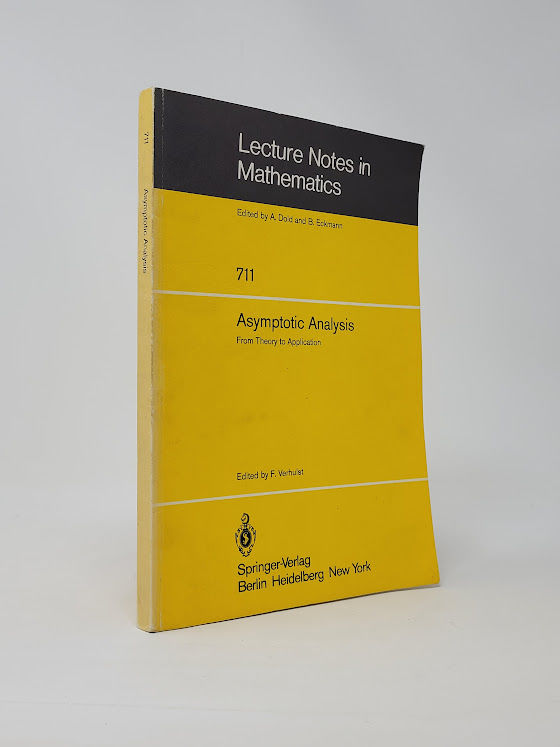 711 Asymptotic Analysis
Lecture Notes in
Mathematics
Edited by A. Dold and B. Eckmann
711
Asymptotic Analysis
From Theory to Application
Edited by F. Verhulst
Springer-Verlag
Berlin Heidelberg New York